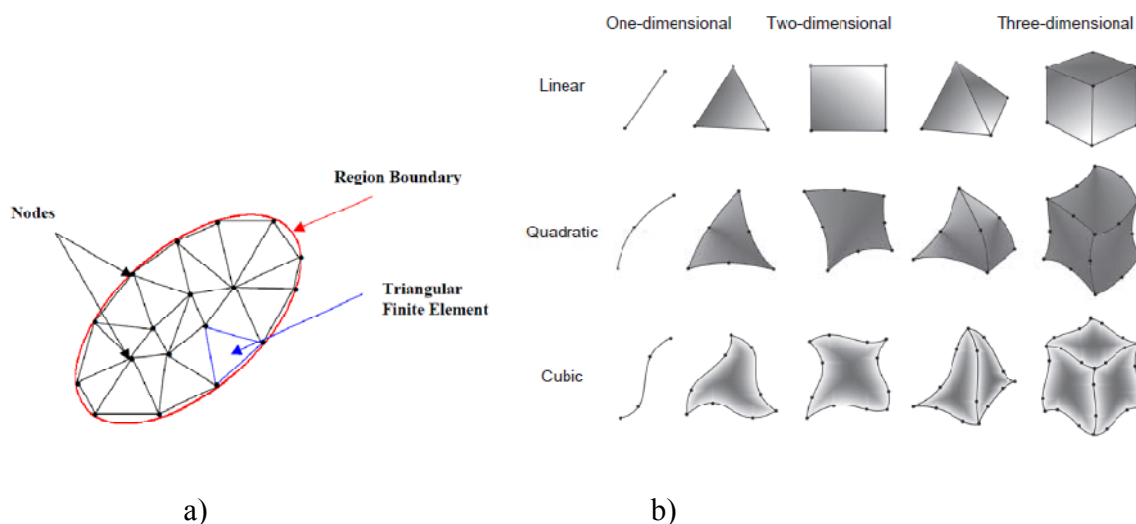 Region Boundary
Nodes
Triangular
Finite Element
a)
One-dimensional
Two-dimensional
Three-dimensional
Linear
Quadratic
Cubic
b)